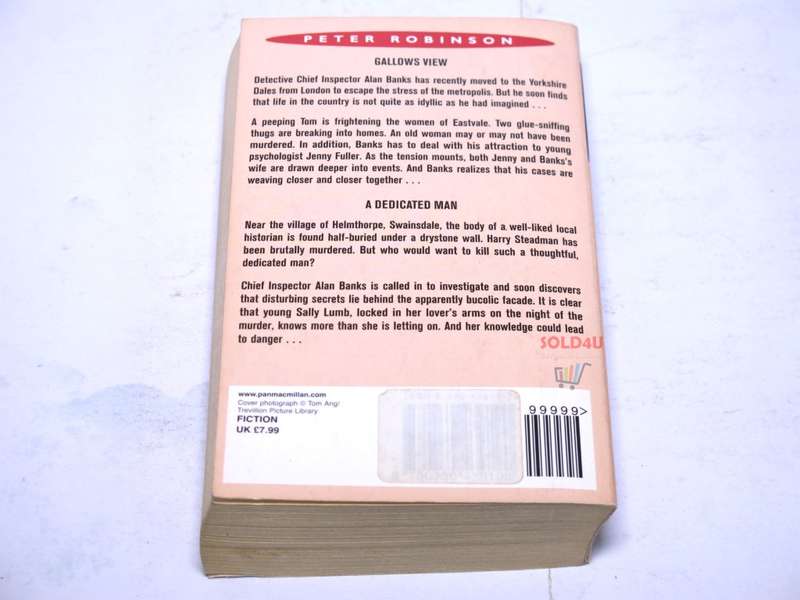 PETER ROBINSON
GALLOWS VIEW
Detective Chief Inspector Alan Banks has recently moved to the Yorkshire
Dales from London to escape the stress of the metropolis. But he soon finds
that life in the country is not quite as idyllic as he had imagined . . .
A peeping Tom is frightening the women of Eastvale. Two glue-sniffing
thugs are breaking into homes. An old woman may or may not have been
murdered. In addition, Banks has to deal with his attraction to young
psychologist Jenny Fuller. As the tension mounts, both Jenny and Banks's
wife are drawn deeper into events. And Banks realizes that his cases are
weaving closer and closer together . . .
A DEDICATED MAN
Near the village of Helmthorpe, Swainsdale, the body of a well-liked local
historian is found half-buried under a drystone wall. Harry Steadman has
been brutally murdered. But who would want to kill such a thoughtful,
dedicated man?
Chief Inspector Alan Banks is called in to investigate and soon discovers
that disturbing secrets lie behind the apparently bucolic facade. It is clear
that young Sally Lumb, locked in her lover's arms on the night of the
murder, knows more than she is letting on. And her knowledge could lead
to danger . . .
SOLD4U
www.panmacmillan.com
Cover photograph © Tom Ang/
Trevillion Picture Library
FICTION
UK £7.99
99999>